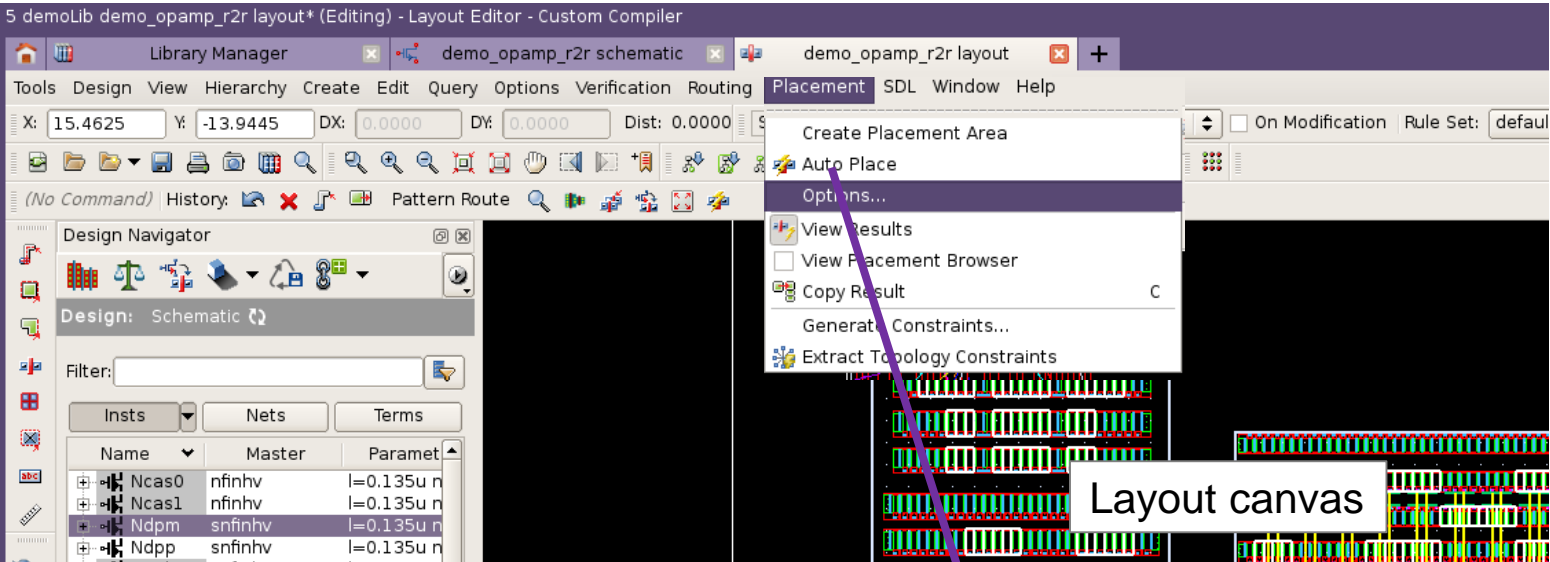 5 demoLib demo_opamp_r2r layout* (Editing) - Layout Editor - Custom Compiler
Library Manager demo_opamp_r2r schematic demo_opamp_r2r layout +
Tools Design View Hierarchy Create Edit Query Options Verification Routing Placement SDL Window Help
X: 15.4625 Y: -13.9445 DX: 0.0000 DY: 0.0000 Dist: 0.0000 On Modification Rule Set: defaul
Create Placement Area
Auto Place
(No Command) History: Pattern Route
Options...
Design Navigator
View Results
View Placement Browser
Copy Result C
Design: Schematic
Generate Constraints...
Extract Topology Constraints
Filter:
Insts Nets Terms
Name Master Paramet
Ncas0 nfinhv l=0.135u n
Ncas1 nfinhv l=0.135u n
Ndpm snfinhv l=0.135u n
Ndpp snfinhv l=0.135u n
abc
Layout canvas